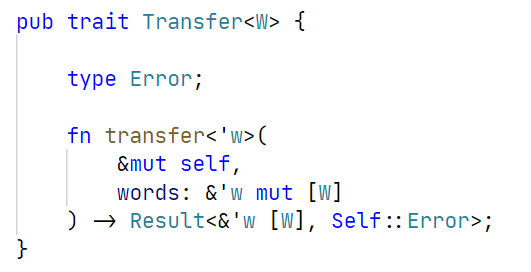 pub trait Transfer<W> {
type Error;
fn transfer<'w>(
&mut self,
words: &'w mut [W]
) -> Result<&'w [W], Self::Error>;
}